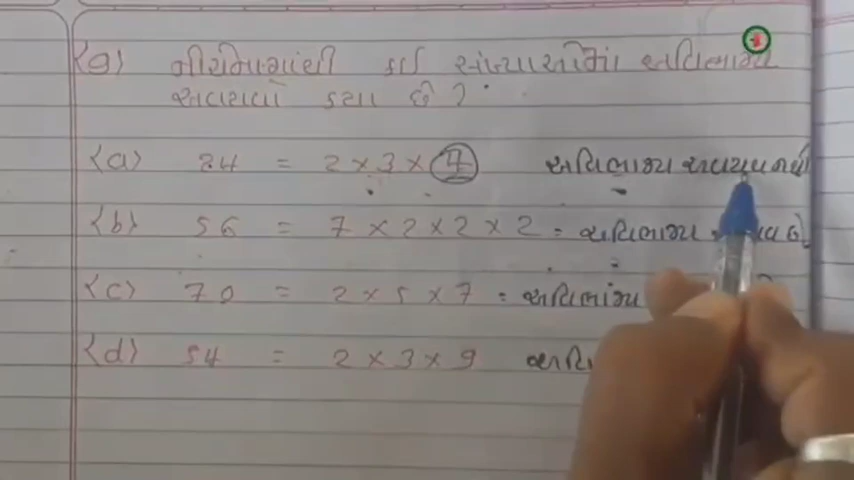 (9) નીચેનામાંથી કઈ સંખ્યાઓમાં અવિભાજ્ય
અવયવો કયા છે ?
(a) 24 = 2 × 3 × 4 અવિભાજ્ય અવયવ નથી
(b) 56 = 7 × 2 × 2 × 2 = અવિભાજ્ય
(c) 70 = 2 × 5 × 7 = અવિભાજ્ય
(d) 54 = 2 × 3 × 9